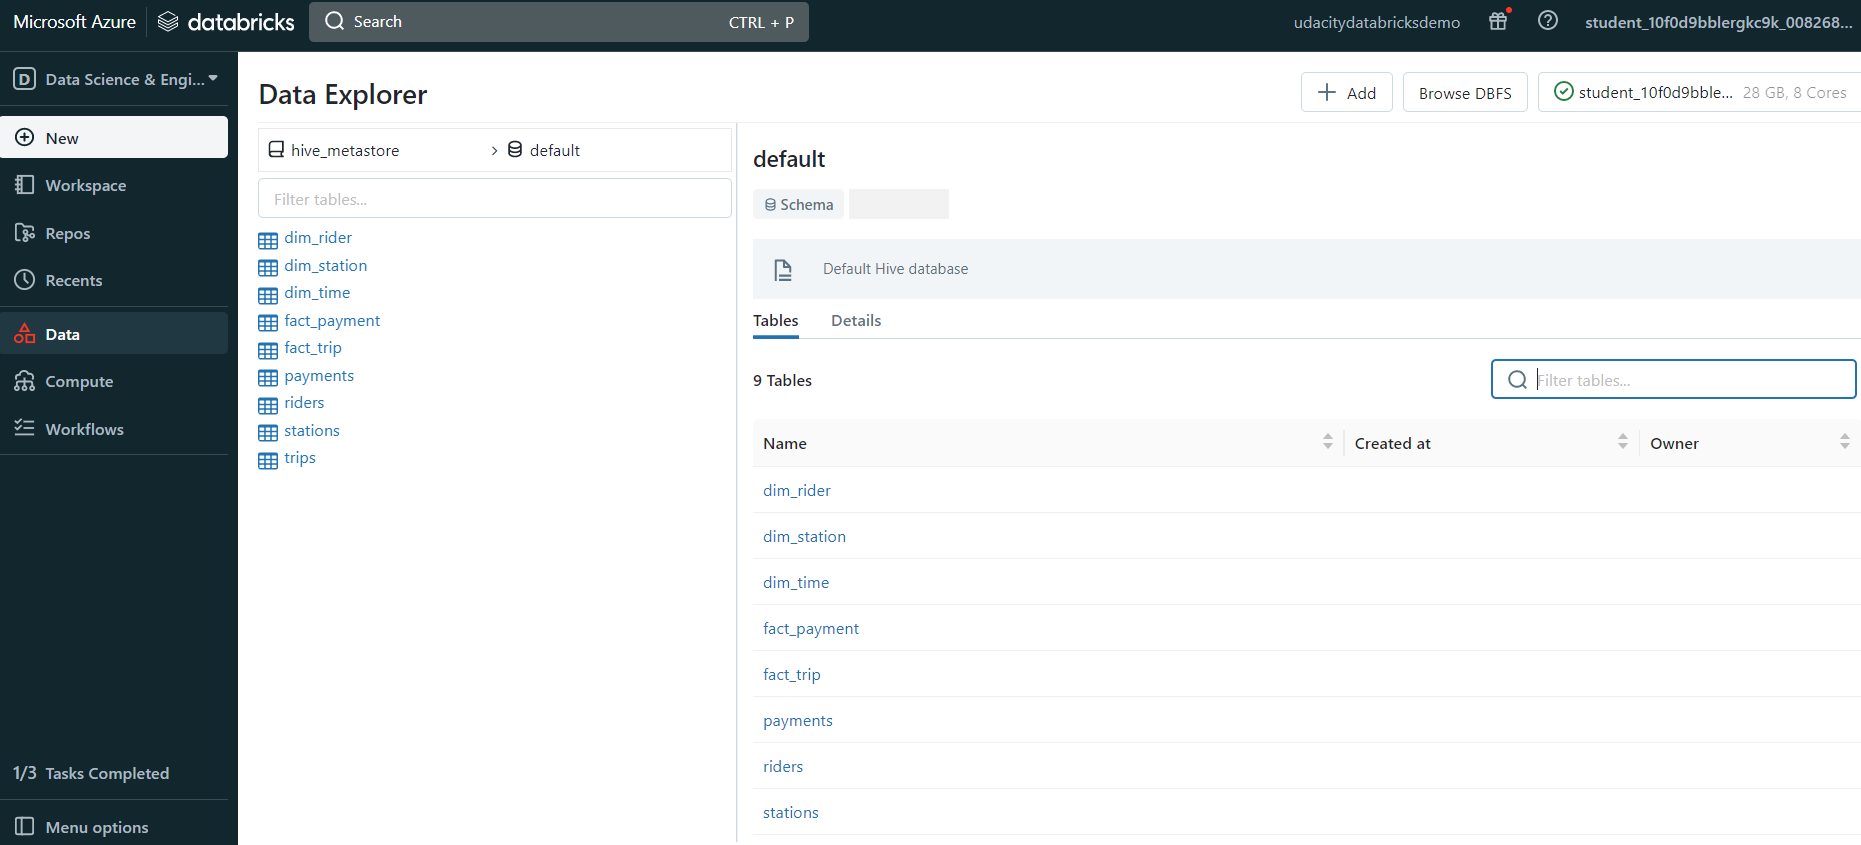 Microsoft Azure databricks Search CTRL + P udacitydatabricksdemo student_10f0d9bblergkc9k_008268...
D Data Science & Engi...
New
Workspace
Repos
Recents
Data
Compute
Workflows
1/3 Tasks Completed
Menu options
Data Explorer
Add
Browse DBFS
student_10f0d9bble... 28 GB, 8 Cores
hive_metastore > default
Filter tables...
dim_rider
dim_station
dim_time
fact_payment
fact_trip
payments
riders
stations
trips
default
Schema
Default Hive database
Tables Details
9 Tables
Filter tables...
Name Created at Owner
dim_rider
dim_station
dim_time
fact_payment
fact_trip
payments
riders
stations